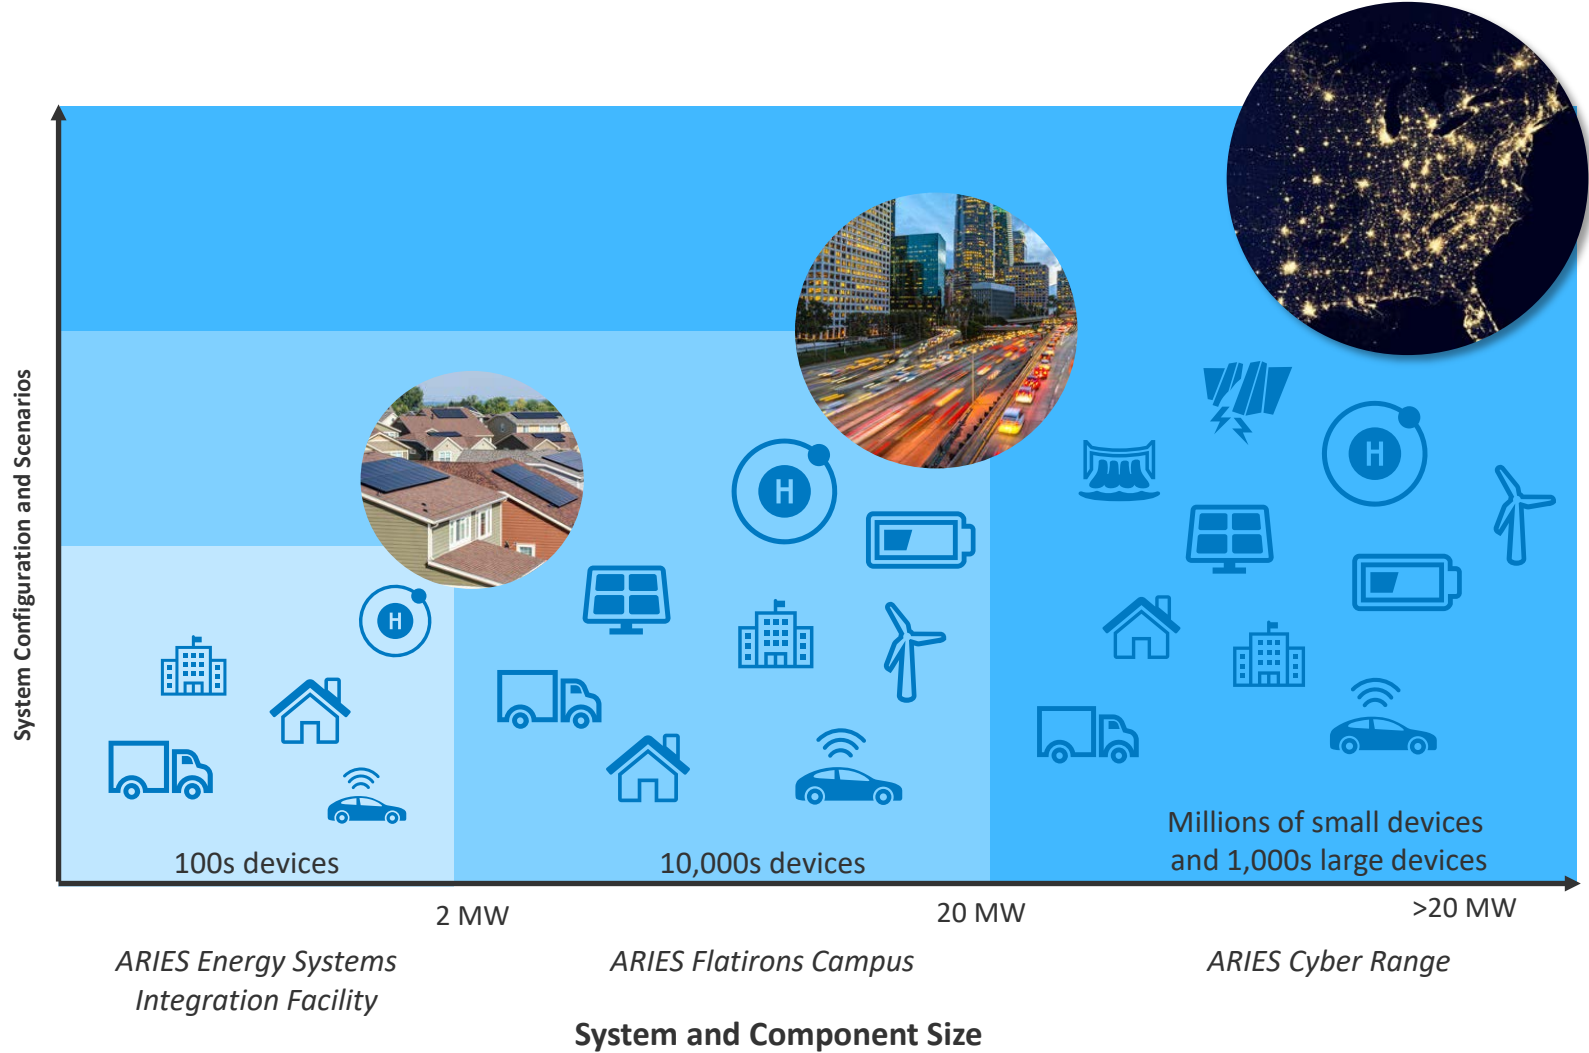 System Configuration and Scenarios
H
H
H
100s devices
10,000s devices
Millions of small devices
and 1,000s large devices
2 MW
20 MW
>20 MW
ARIES Energy Systems
Integration Facility
ARIES Flatirons Campus
ARIES Cyber Range
System and Component Size